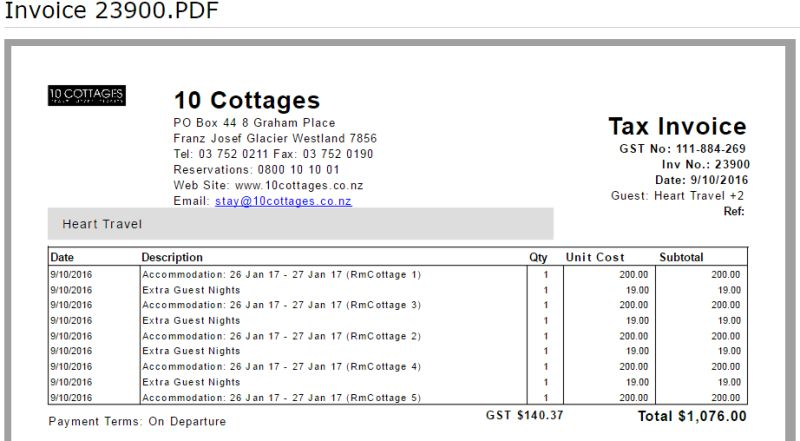 Invoice 23900.PDF
10 COTTAGES
10 Cottages
PO Box 44 8 Graham Place
Franz Josef Glacier Westland 7856
Tel: 03 752 0211 Fax: 03 752 0190
Reservations: 0800 10 10 01
Web Site: www.10cottages.co.nz
Email: stay@10cottages.co.nz
Tax Invoice
GST No: 111-884-269
Inv No.: 23900
Date: 9/10/2016
Guest: Heart Travel +2
Ref:
Heart Travel
Date Description Qty Unit Cost Subtotal
9/10/2016 Accommodation: 26 Jan 17 - 27 Jan 17 (RmCottage 1) 1 200.00 200.00
9/10/2016 Extra Guest Nights 1 19.00 19.00
9/10/2016 Accommodation: 26 Jan 17 - 27 Jan 17 (RmCottage 3) 1 200.00 200.00
9/10/2016 Extra Guest Nights 1 19.00 19.00
9/10/2016 Accommodation: 26 Jan 17 - 27 Jan 17 (RmCottage 2) 1 200.00 200.00
9/10/2016 Extra Guest Nights 1 19.00 19.00
9/10/2016 Accommodation: 26 Jan 17 - 27 Jan 17 (RmCottage 4) 1 200.00 200.00
9/10/2016 Extra Guest Nights 1 19.00 19.00
9/10/2016 Accommodation: 26 Jan 17 - 27 Jan 17 (RmCottage 5) 1 200.00 200.00
Payment Terms: On Departure GST $140.37 Total $1,076.00